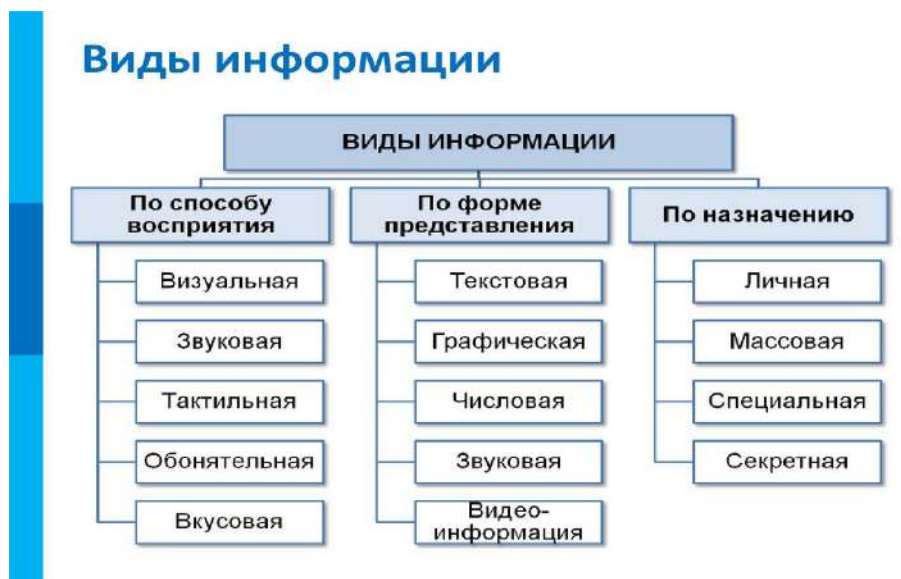 Виды информации
ВИДЫ ИНФОРМАЦИИ
По способу
восприятия
Визуальная
Звуковая
Тактильная
Обонятельная
Вкусовая
По форме
представления
Текстовая
Графическая
Числовая
Звуковая
Видео-
информация
По назначению
Личная
Массовая
Специальная
Секретная